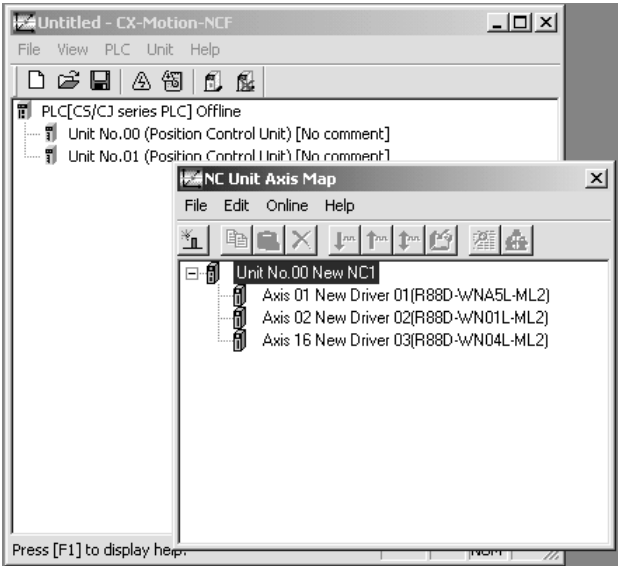 Untitled - CX-Motion-NCF
File View PLC Unit Help
PLC[CS/CJ series PLC] Offline
Unit No.00 (Position Control Unit) [No comment]
Unit No.01 (Position Control Unit) [No comment]
NC Unit Axis Map
File Edit Online Help
Unit No.00 New NC1
Axis 01 New Driver 01(R88D-WNA5L-ML2)
Axis 02 New Driver 02(R88D-WN01L-ML2)
Axis 16 New Driver 03(R88D-WN04L-ML2)
Press [F1] to display help.
NUM